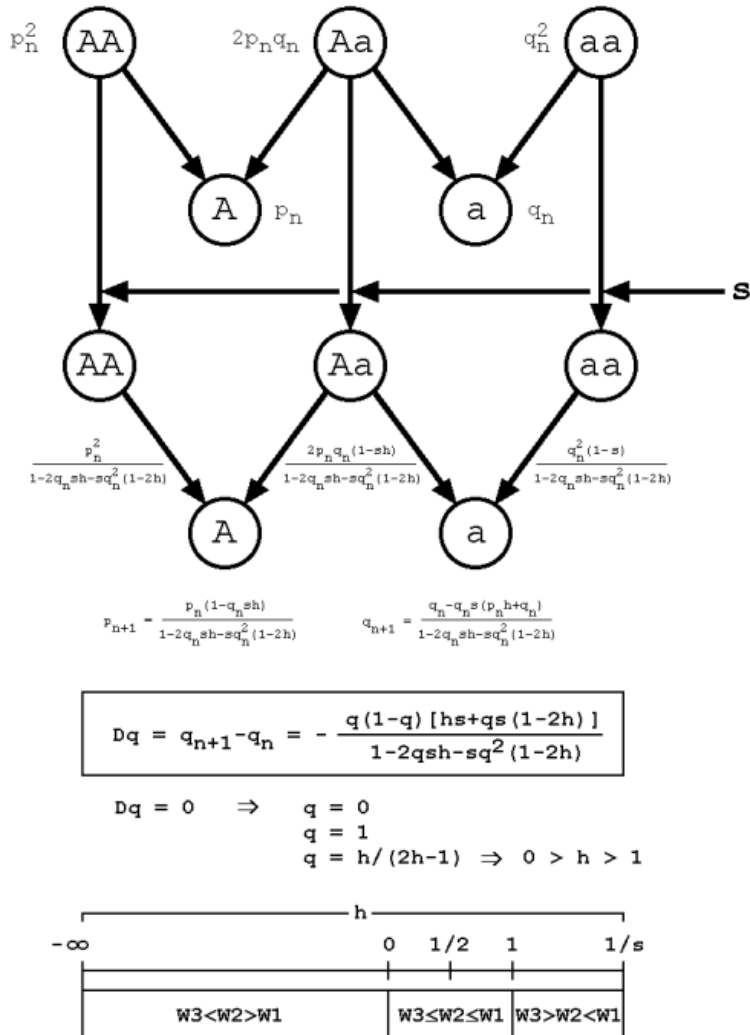 p_n^2 AA 2p_nq_n Aa q_n^2 aa
A p_n a q_n
s
AA Aa aa
p_n^2 2p_nq_n(1-sh) q_n^2(1-s)
1-2q_nsh-sq_n^2(1-2h) 1-2q_nsh-sq_n^2(1-2h) 1-2q_nsh-sq_n^2(1-2h)
A a
p_n(1-q_nsh) q_n-q_ns(p_nh+q_n)
p_{n+1} = q_{n+1} =
1-2q_nsh-sq_n^2(1-2h) 1-2q_nsh-sq_n^2(1-2h)
q(1-q)[hs+qs(1-2h)]
Dq = q_{n+1}-q_n = -
1-2qsh-sq^2(1-2h)
Dq = 0 ⇒ q = 0
q = 1
q = h/(2h-1) ⇒ 0 > h > 1
h
-∞ 0 1/2 1 1/s
W3<W2>W1 W3≤W2≤W1 W3>W2<W1